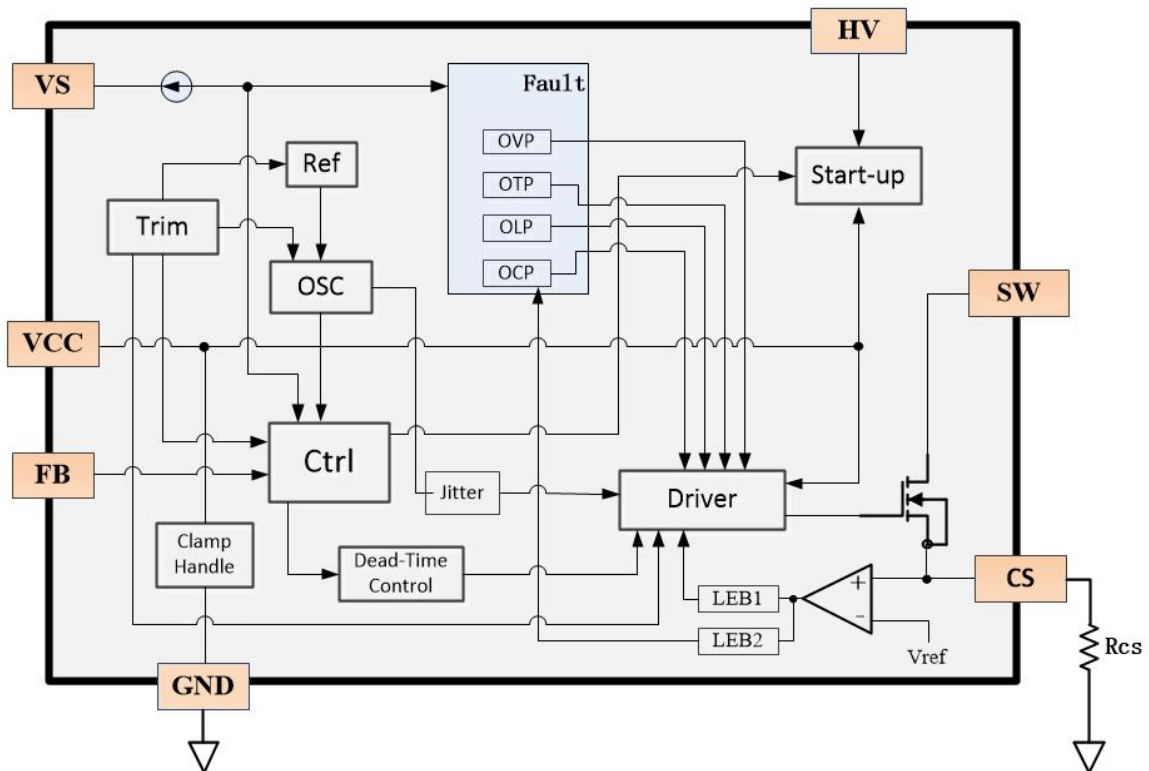 HV
VS
Fault
OVP
Ref
Start-up
OTP
Trim
OLP
OSC
OCP
SW
VCC
Ctrl
FB
Jitter
Driver
Clamp
Handle
Dead-Time
Control
CS
LEB1
+
-
LEB2
Vref
Rcs
GND